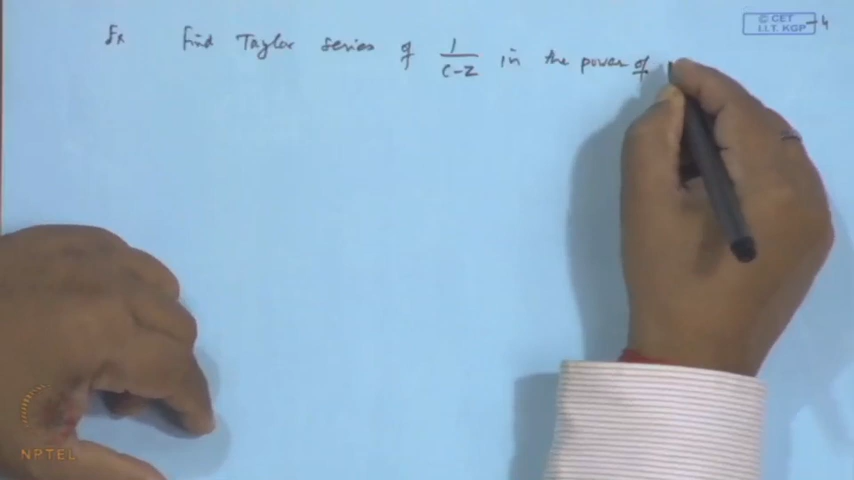 Ex Find Taylor series of 1/(c-z) in the power of
© CET
I.I.T. KGP
NPTEL